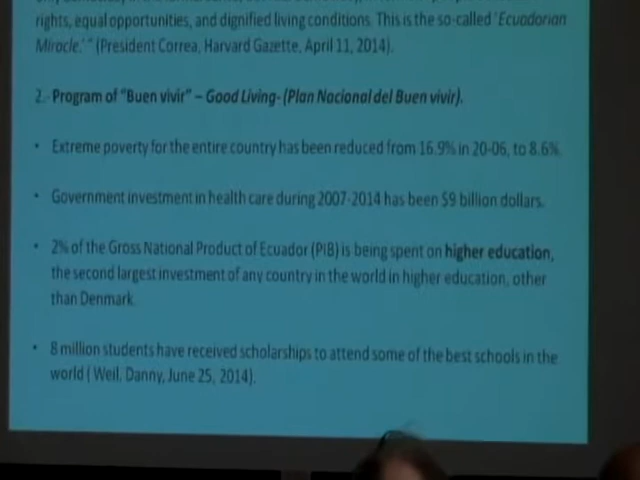 rights, equal opportunities, and dignified living conditions. This is the so-called 'Ecuadorian
Miracle.'" (President Correa, Harvard Gazette, April 11, 2014).
2. Program of "Buen vivir" – Good Living- (Plan Nacional del Buen vivir).
• Extreme poverty for the entire country has been reduced from 16.9% in 20-06, to 8.6%
• Government investment in health care during 2007-2014 has been $9 billion dollars.
• 2% of the Gross National Product of Ecuador (PIB) is being spent on higher education,
the second largest investment of any country in the world in higher education, other
than Denmark.
• 8 million students have received scholarships to attend some of the best schools in the
world ( Weil, Danny, June 25, 2014).